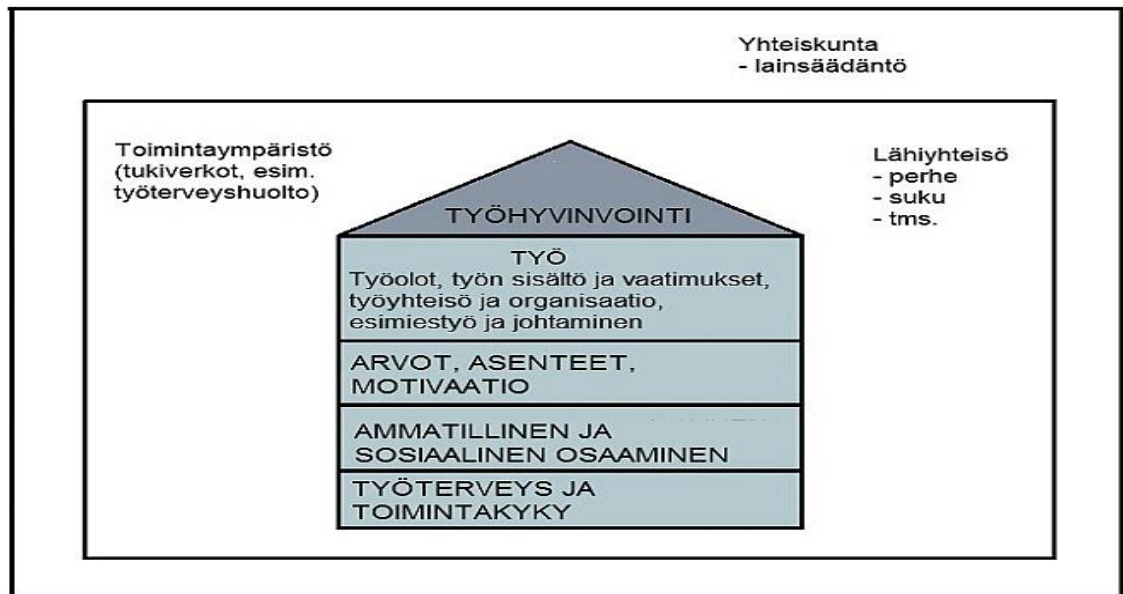 Yhteiskunta
- lainsäädäntö
Toimintaympäristö
(tukiverkot, esim.
työterveyshuolto)
Lähiyhteisö
- perhe
- suku
- tms.
TYÖHYVINVOINTI
TYÖ
Työolot, työn sisältö ja vaatimukset,
työyhteisö ja organisaatio,
esimiestyö ja johtaminen
ARVOT, ASENTEET,
MOTIVAATIO
AMMATILLINEN JA
SOSIAALINEN OSAAMINEN
TYÖTERVEYS JA
TOIMINTAKYKY